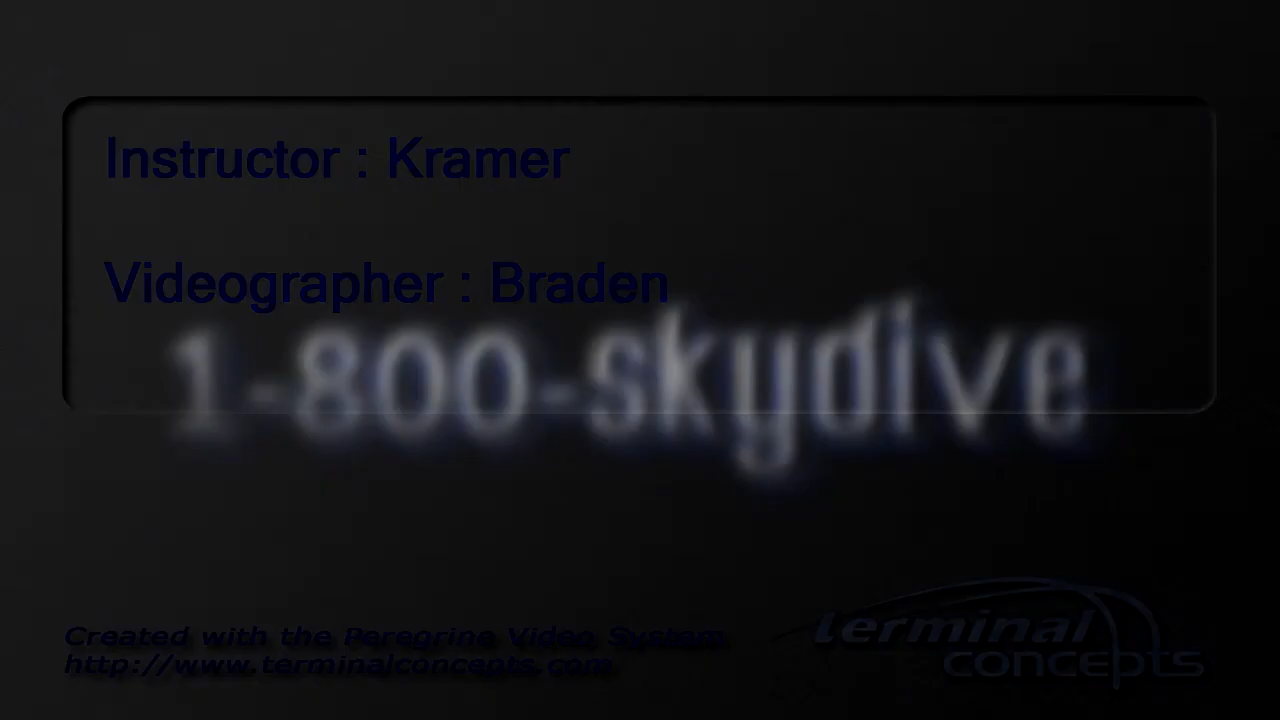 Instructor : Kramer
Videographer : Braden
1-800-skydive
Created with the Peregrine Video System
http://www.terminalconcepts.com
terminal
concepts